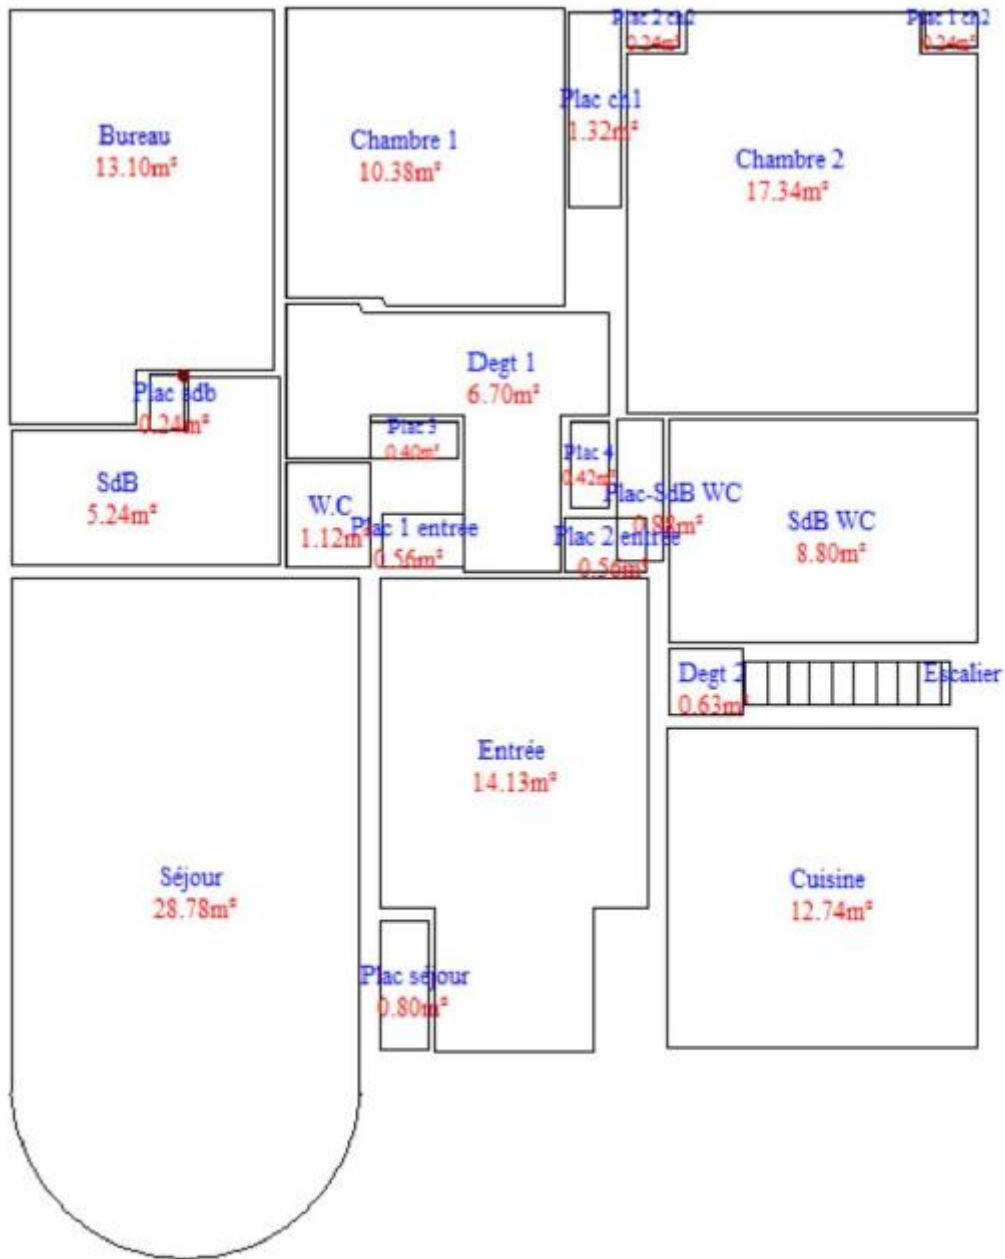 Plac 2 ch2
0.24m²
Plac 1 ch2
0.24m²
Bureau
13.10m²
Chambre 1
10.38m²
Plac ch1
1.32m²
Chambre 2
17.34m²
Degt 1
6.70m²
Plac sdb
0.24m²
Plac 3
0.40m²
Plac 4
0.42m²
SdB
5.24m²
W.C
1.12m²
Plac 1 entrée
0.56m²
Plac-SdB WC
0.88m²
Plac 2 entrée
0.56m²
SdB WC
8.80m²
Degt 2
0.63m²
Escalier
Entrée
14.13m²
Séjour
28.78m²
Cuisine
12.74m²
Plac séjour
0.80m²